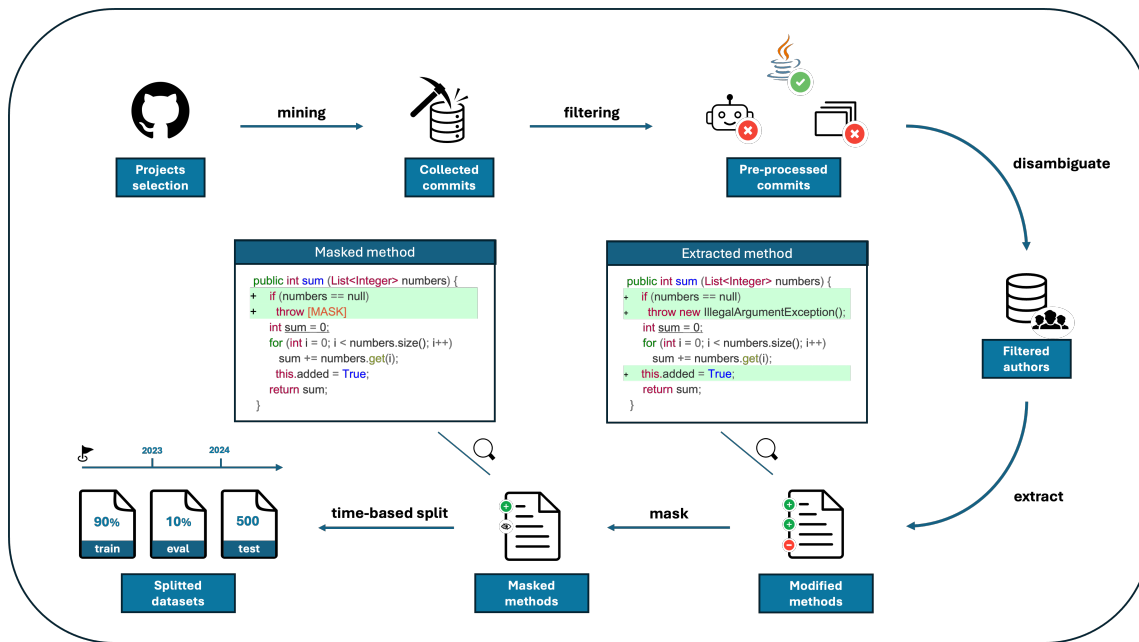 mining
filtering
disambiguate
Projects
selection
Collected
commits
Pre-processed
commits
Masked method
public int sum (List<Integer> numbers) {
+ if (numbers == null)
+ throw [MASK]
int sum = 0;
for (int i = 0; i < numbers.size(); i++)
sum += numbers.get(i);
this.added = True;
return sum;
}
Extracted method
public int sum (List<Integer> numbers) {
+ if (numbers == null)
+ throw new IllegalArgumentException();
int sum = 0;
for (int i = 0; i < numbers.size(); i++)
sum += numbers.get(i);
+ this.added = True;
return sum;
}
Filtered
authors
extract
mask
time-based split
2023
2024
90%
train
10%
eval
500
test
Splitted
datasets
Masked
methods
Modified
methods